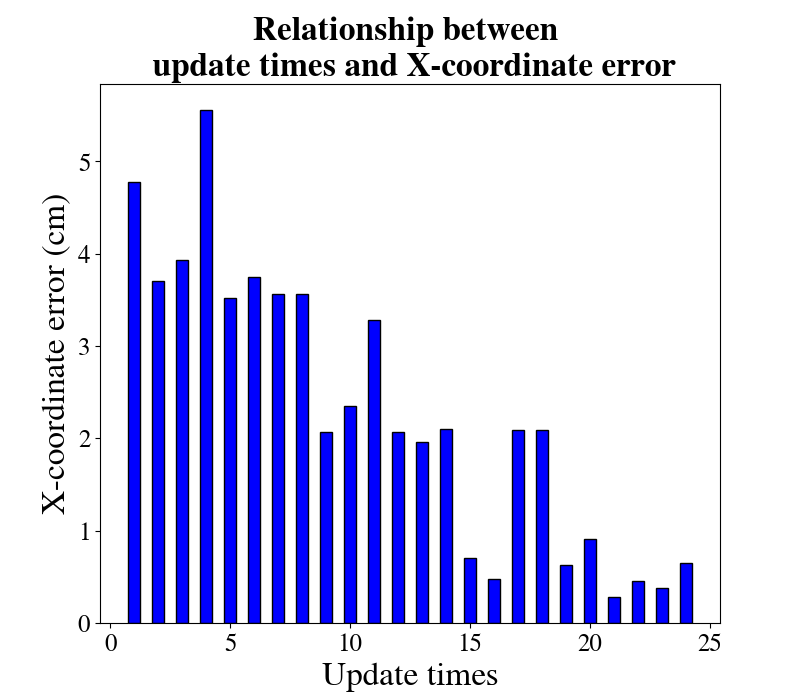 Relationship between
update times and X-coordinate error
X-coordinate error (cm)
5
4
3
2
1
0
0 5 10 15 20 25
Update times